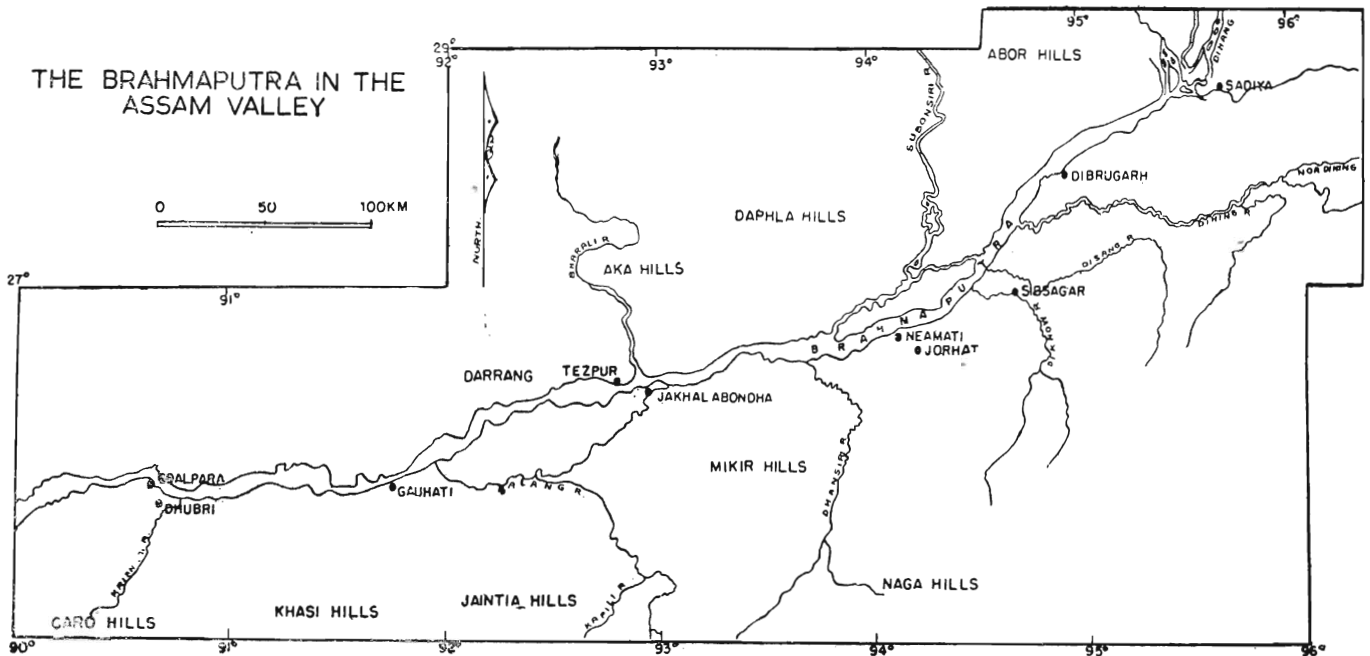 THE BRAHMAPUTRA IN THE
ASSAM VALLEY
0 50 100KM
NORTH
29°
92°
93°
94°
95°
96°
27°
91°
ABOR HILLS
DIHANG
SADIYA
SUBONSIRI R
DIBRUGARH
NOA DIHING
DIHING R
DAPHLA HILLS
BHARALI R
AKA HILLS
DISANG R
SIBSAGAR
BRAHMAPUTRA
NEAMATI
JORHAT
DARRANG
TEZPUR
JAKHALABONDHA
MIKIR HILLS
DHANSIRI R
GOALPARA
DHUBRI
GAUHATI
KAPILI R
NAGA HILLS
GARO HILLS
KHASI HILLS
JAINTIA HILLS
90°
91°
92°
93°
94°
95°
96°